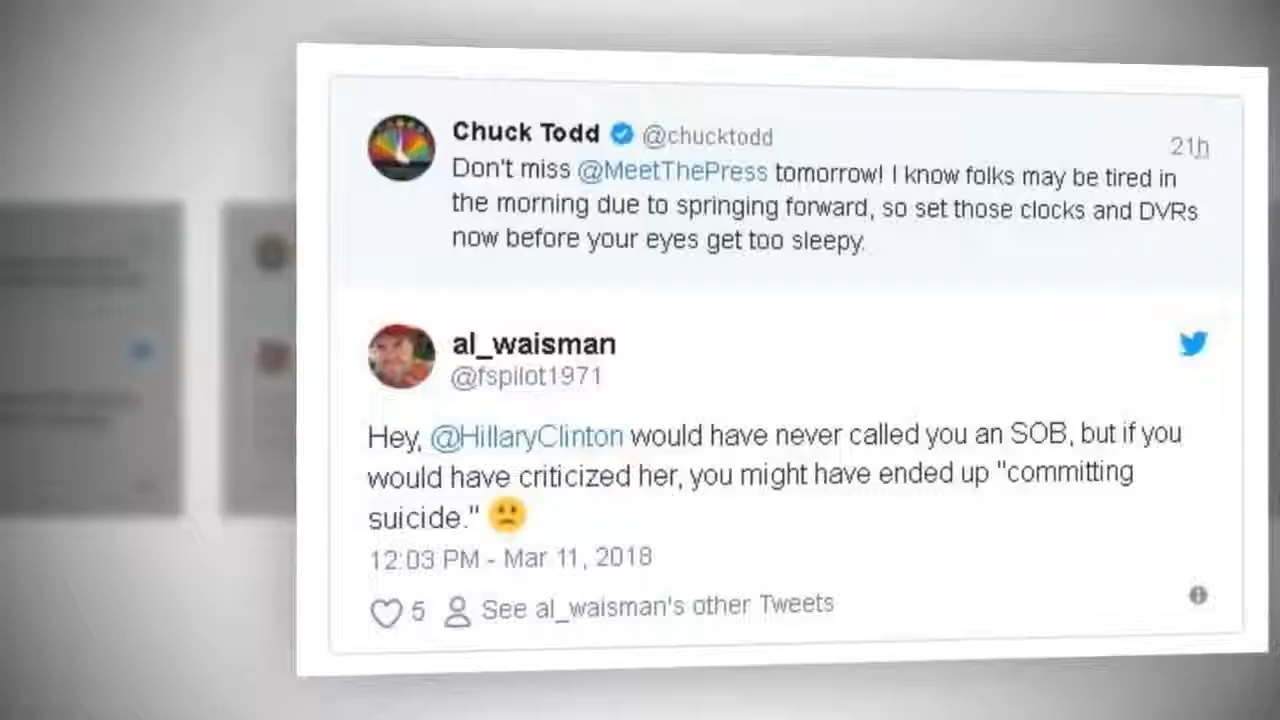 Chuck Todd @chucktodd
21h
Don't miss @MeetThePress tomorrow! I know folks may be tired in
the morning due to springing forward, so set those clocks and DVRs
now before your eyes get too sleepy.
al_waisman
@fspilot1971
Hey, @HillaryClinton would have never called you an SOB, but if you
would have criticized her, you might have ended up "committing
suicide." 🙁
12:03 PM - Mar 11, 2018
5 See al_waisman's other Tweets